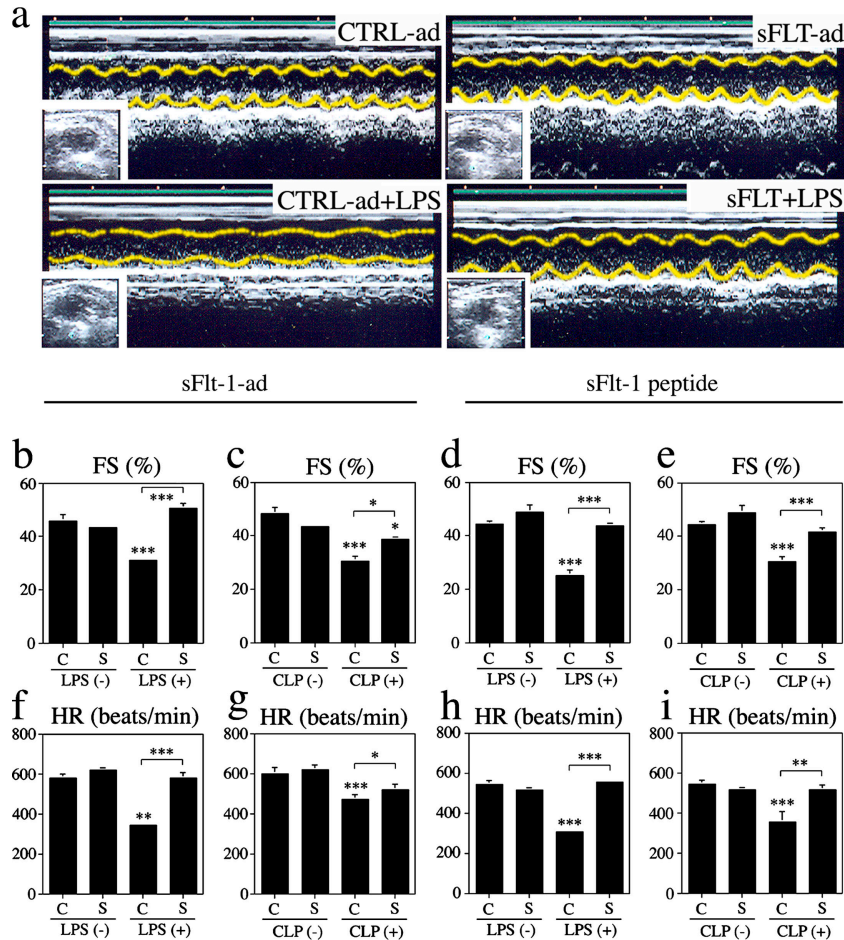 a
CTRL-ad
sFLT-ad
CTRL-ad+LPS
sFLT+LPS
sFlt-1-ad
sFlt-1 peptide
b
FS (%)
60
40
20
0
***
***
C S C S
LPS (-) LPS (+)
c
FS (%)
60
40
20
0
***
*
*
C S C S
CLP (-) CLP (+)
d
FS (%)
60
40
20
0
***
***
C S C S
LPS (-) LPS (+)
e
FS (%)
60
40
20
0
***
***
C S C S
CLP (-) CLP (+)
f
HR (beats/min)
800
600
400
200
0
**
***
C S C S
LPS (-) LPS (+)
g
HR (beats/min)
800
600
400
200
0
***
*
C S C S
CLP (-) CLP (+)
h
HR (beats/min)
800
600
400
200
0
***
***
C S C S
LPS (-) LPS (+)
i
HR (beats/min)
800
600
400
200
0
***
**
C S C S
CLP (-) CLP (+)